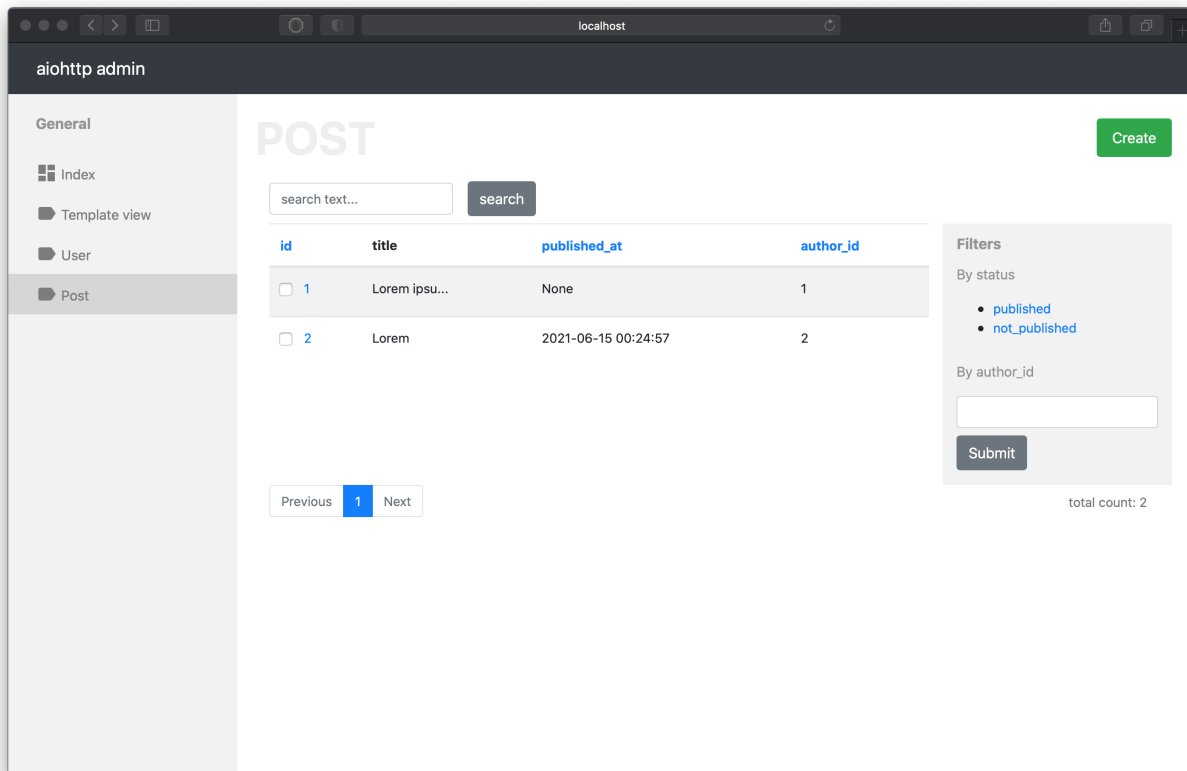 localhost
aiohttp admin
General
Index
Template view
User
Post
POST
Create
search text...
search
id title published_at author_id
1 Lorem ipsu... None 1
2 Lorem 2021-06-15 00:24:57 2
Previous 1 Next
Filters
By status
published
not_published
By author_id
Submit
total count: 2